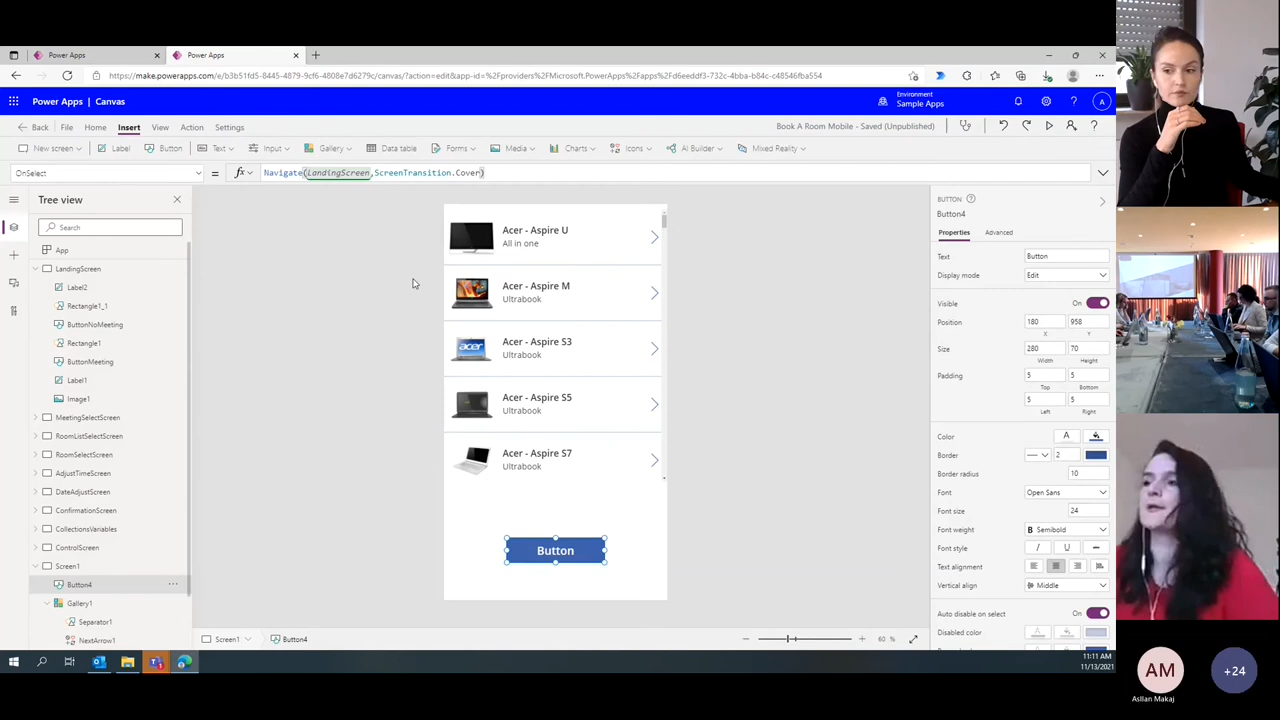 Power Apps
Power Apps
https://make.powerapps.com/e/b3b51fd5-8445-4879-9cf6-4808e7d6279c/canvas/?action=edit&app-id=%2Fproviders%2FMicrosoft.PowerApps%2Fapps%2Fd6eeddf3-732c-4bba-b84c-c48546fba554
Power Apps | Canvas
Environment
Sample Apps
A
Back
File
Home
Insert
View
Action
Settings
Book A Room Mobile - Saved (Unpublished)
New screen
Label
Button
Text
Input
Gallery
Data table
Forms
Media
Charts
Icons
AI Builder
Mixed Reality
OnSelect
=
fx
Navigate(LandingScreen,ScreenTransition.Cover)
Tree view
Search
App
LandingScreen
Label2
Rectangle1_1
ButtonNoMeeting
Rectangle1
ButtonMeeting
Label1
Image1
MeetingSelectScreen
RoomListSelectScreen
RoomSelectScreen
AdjustTimeScreen
DateAdjustScreen
ConfirmationScreen
CollectionsVariables
ControlScreen
Screen1
Button4
Gallery1
Separator1
NextArrow1
Acer - Aspire U
All in one
Acer - Aspire M
Ultrabook
Acer - Aspire S3
Ultrabook
acer
Acer - Aspire S5
Ultrabook
Acer - Aspire S7
Ultrabook
Button
Screen1
Button4
60 %
BUTTON
Button4
Properties
Advanced
Text
Button
Display mode
Edit
Visible
On
Position
180
958
X
Y
Size
280
70
Width
Height
Padding
5
5
Top
Bottom
5
5
Left
Right
Color
A
Border
2
Border radius
10
Font
Open Sans
Font size
24
Font weight
B Semibold
Font style
I
U
Text alignment
Vertical align
Middle
Auto disable on select
On
Disabled color
A
11:11 AM
11/13/2021
AM
Asllan Makaj
+24